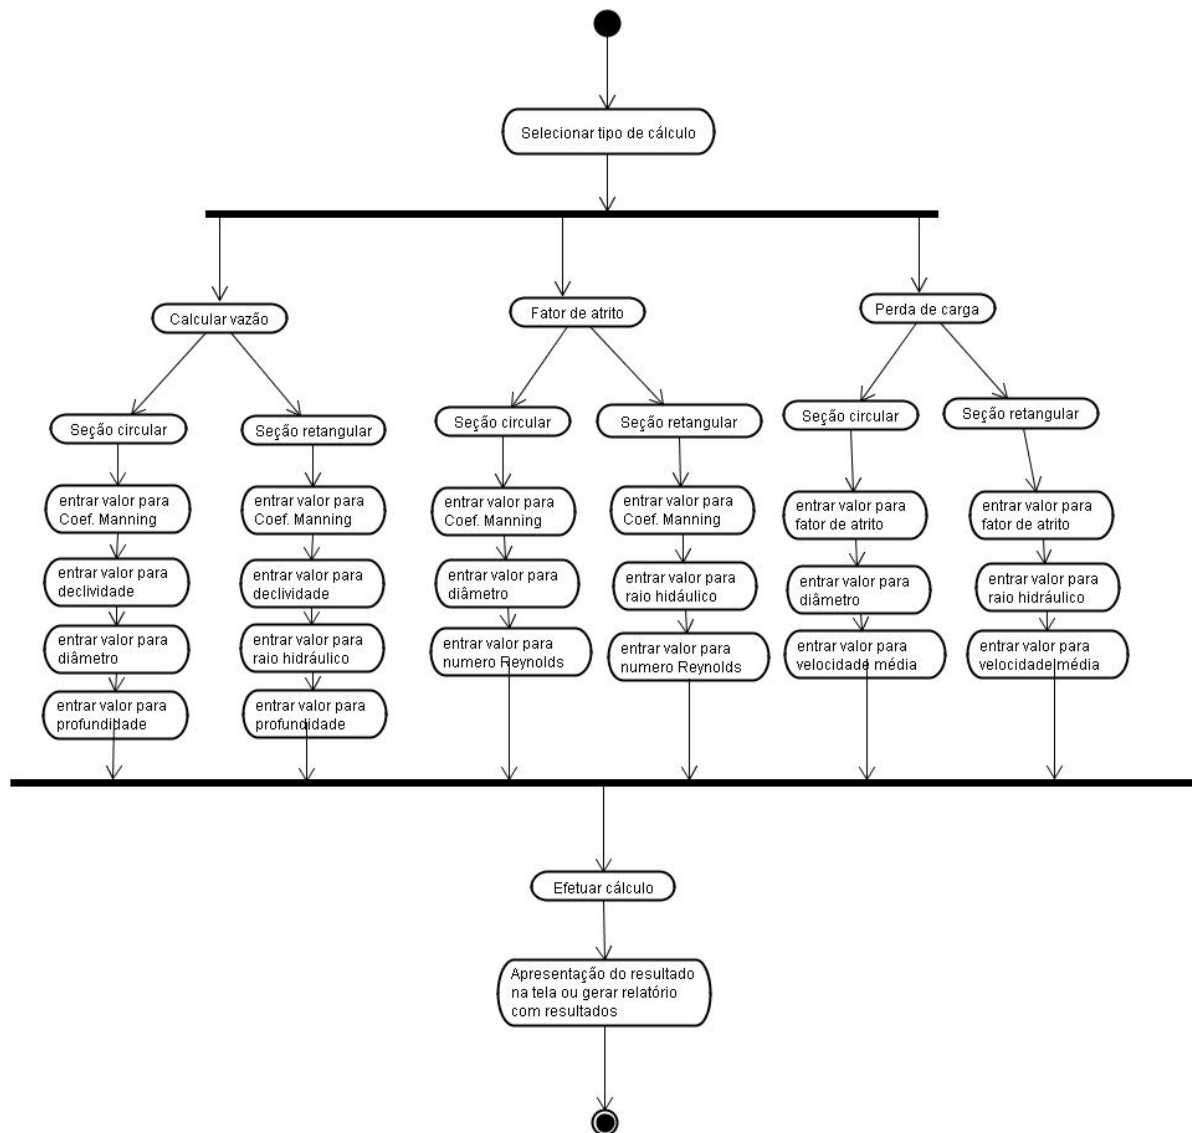 Selecionar tipo de cálculo
Calcular vazão
Fator de atrito
Perda de carga
Seção circular
Seção retangular
Seção circular
Seção retangular
Seção circular
Seção retangular
entrar valor para
Coef. Manning
entrar valor para
declividade
entrar valor para
diâmetro
entrar valor para
profundidade
entrar valor para
Coef. Manning
entrar valor para
declividade
entrar valor para
raio hidráulico
entrar valor para
profundidade
entrar valor para
Coef. Manning
entrar valor para
diâmetro
entrar valor para
numero Reynolds
entrar valor para
Coef. Manning
entrar valor para
raio hidáulico
entrar valor para
numero Reynolds
entrar valor para
fator de atrito
entrar valor para
diâmetro
entrar valor para
velocidade média
entrar valor para
fator de atrito
entrar valor para
raio hidráulico
entrar valor para
velocidade média
Efetuar cálculo
Apresentação do resultado
na tela ou gerar relatório
com resultados